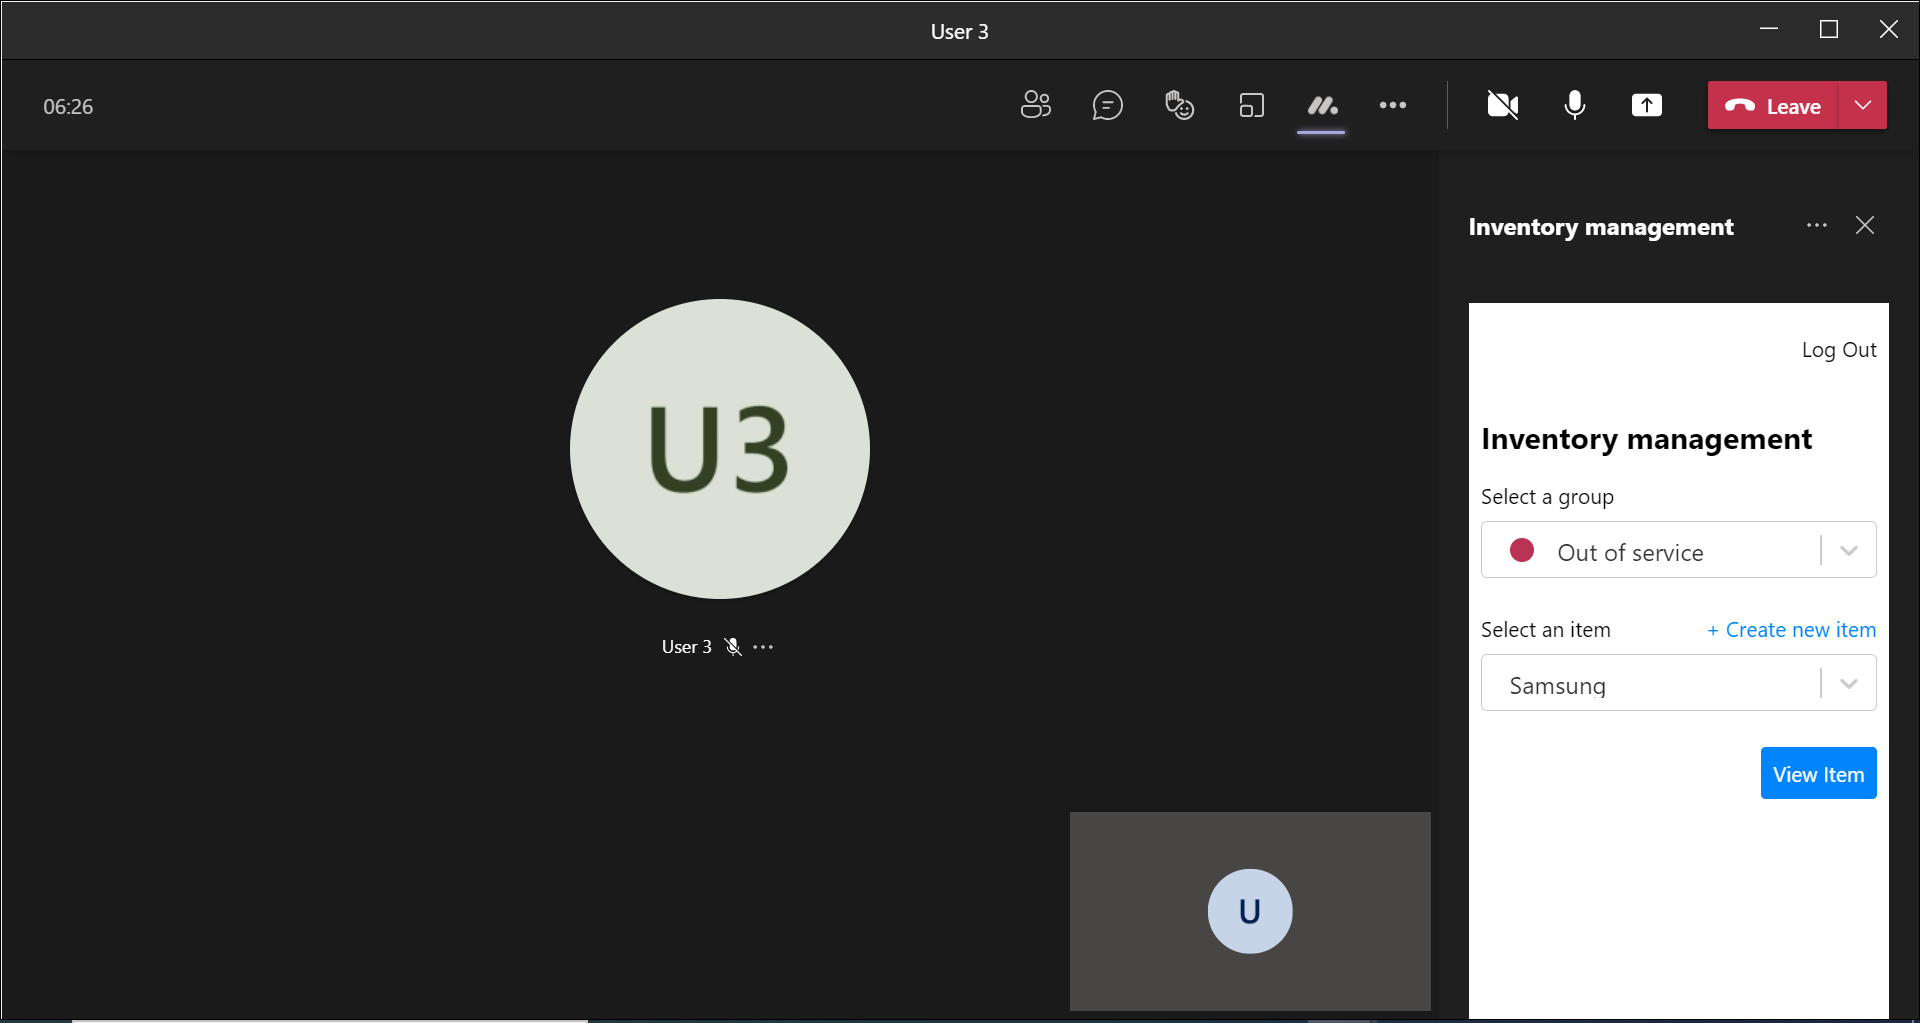 User 3
06:26
Leave
Inventory management
U3
User 3
U
Log Out
Inventory management
Select a group
Out of service
Select an item
+ Create new item
Samsung
View Item